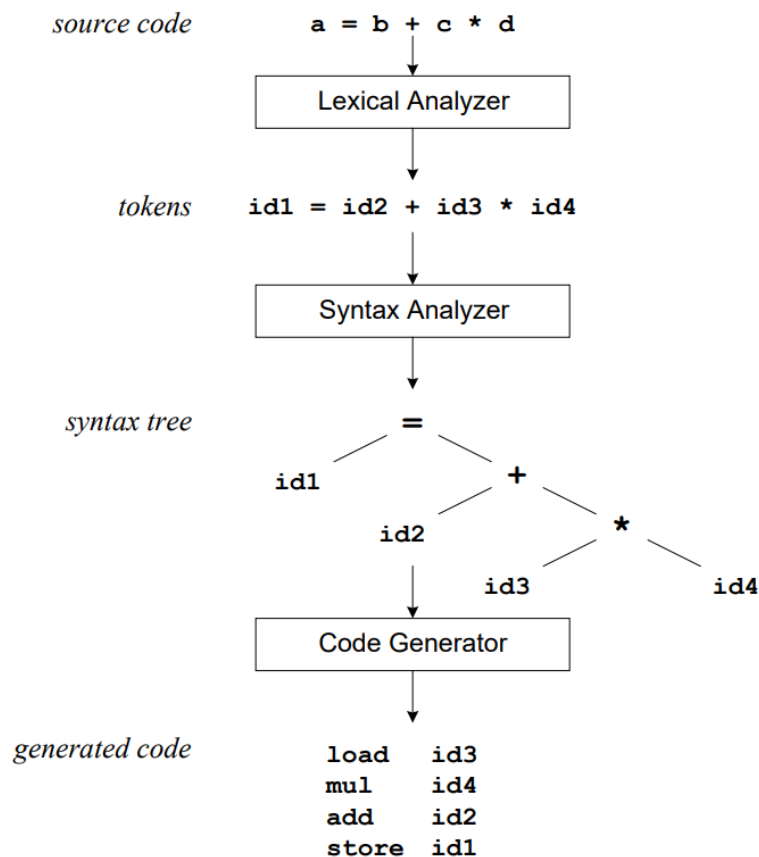 source code a = b + c * d
Lexical Analyzer
tokens id1 = id2 + id3 * id4
Syntax Analyzer
syntax tree =
id1 +
id2 *
id3 id4
Code Generator
generated code load id3
mul id4
add id2
store id1